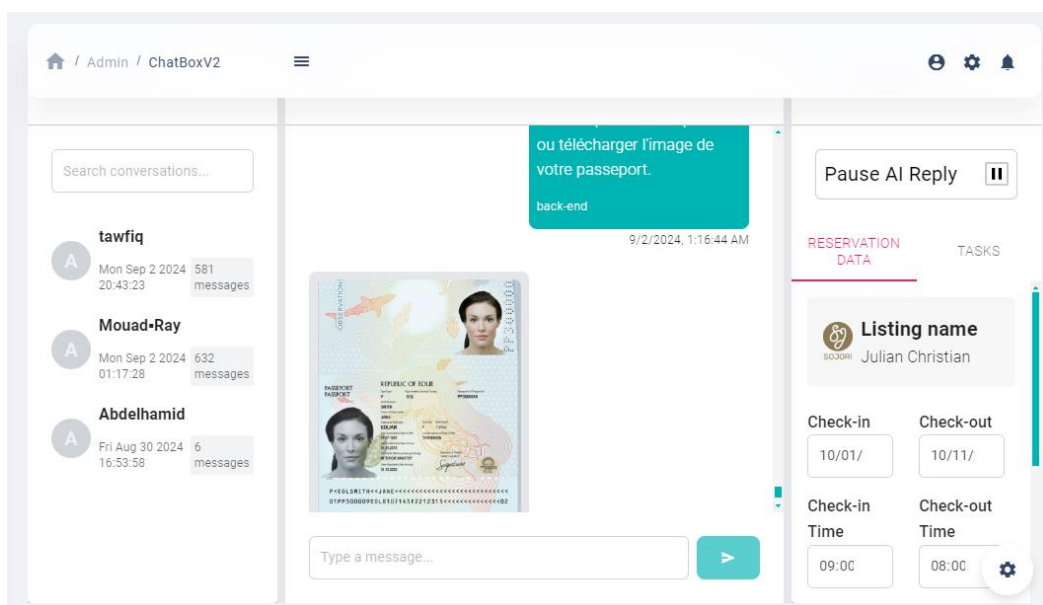 / Admin / ChatBoxV2
Search conversations...
tawfiq
A
Mon Sep 2 2024
20:43:23
581
messages
Mouad▪Ray
A
Mon Sep 2 2024
01:17:28
632
messages
Abdelhamid
A
Fri Aug 30 2024
16:53:58
6
messages
ou télécharger l'image de
votre passeport.
back-end
9/2/2024, 1:16:44 AM
PASSPORT
PASSEPORT
REPUBLIC OF EOLIE
SMITH
JANE
Type a message...
Pause AI Reply
RESERVATION
DATA
TASKS
SOJORI
Listing name
Julian Christian
Check-in
Check-out
10/01/
10/11/
Check-in
Time
Check-out
Time
09:00
08:00